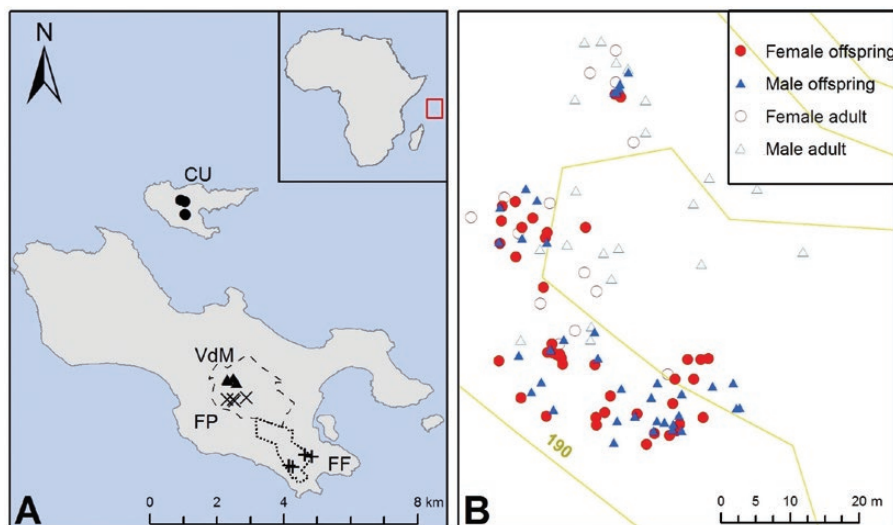 N
CU
VdM
FP
FF
A
0 2 4 6 8 km
Female offspring
Male offspring
Female adult
Male adult
190
B
0 5 10 20 m